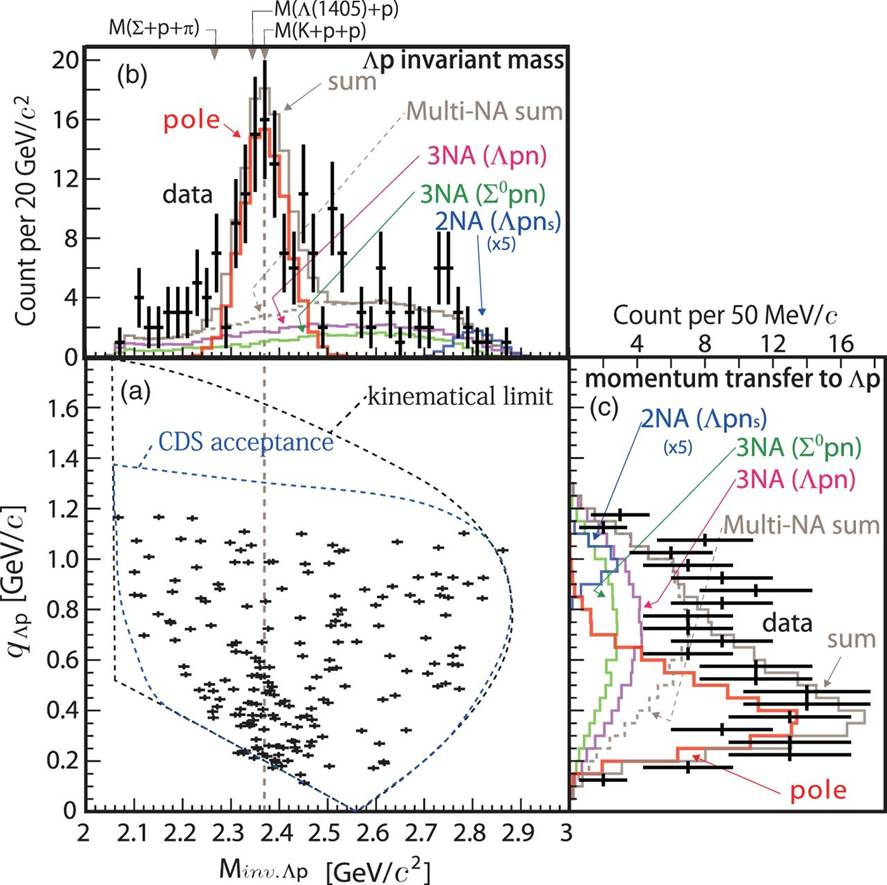 M(Σ+p+π)
M(Λ(1405)+p)
M(K+p+p)
(b)
Λp invariant mass
sum
pole
Multi-NA sum
3NA (Λpn)
data
3NA (Σ⁰pn)
2NA (Λpnₛ)
(x5)
Count per 20 GeV/c²
20
16
12
8
4
0
(a)
kinematical limit
CDS acceptance
q Λp [GeV/c]
1.6
1.4
1.2
1.0
0.8
0.6
0.4
0.2
0
2 2.1 2.2 2.3 2.4 2.5 2.6 2.7 2.8 2.9 3
M inv.Λp [GeV/c²]
Count per 50 MeV/c
4 8 12 16
momentum transfer to Λp
(c)
2NA (Λpnₛ)
(x5)
3NA (Σ⁰pn)
3NA (Λpn)
Multi-NA sum
data
sum
pole